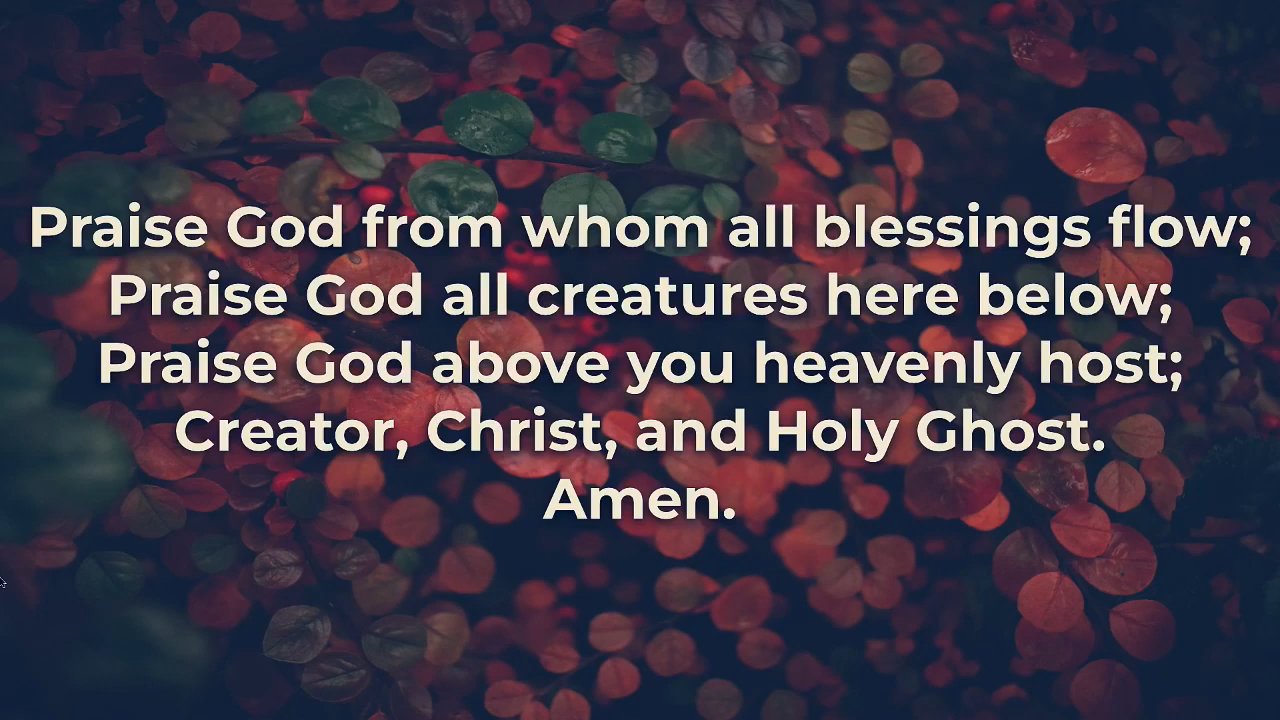 Praise God from whom all blessings flow;
Praise God all creatures here below;
Praise God above you heavenly host;
Creator, Christ, and Holy Ghost.
Amen.